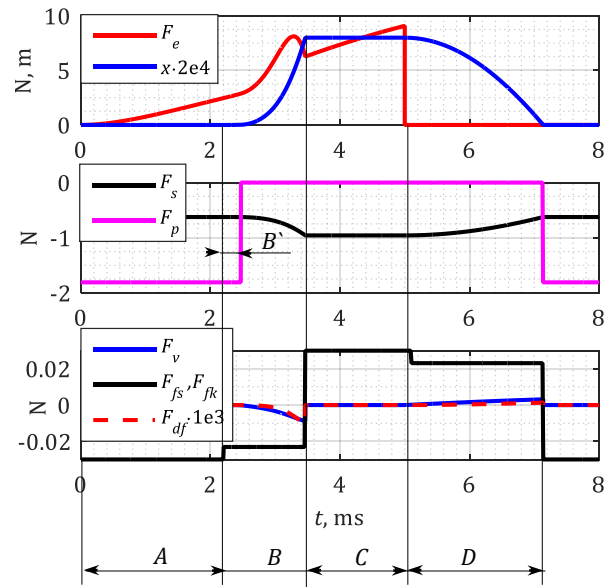 10
5
0
N, m
F_e
x·2e4
0 2 4 6 8
0
-1
-2
N
F_s
F_p
B`
0 2 4 6 8
0.02
0
-0.02
N
F_v
F_fs, F_fk
F_df·1e3
0 2 4 6 8
t, ms
A B C D